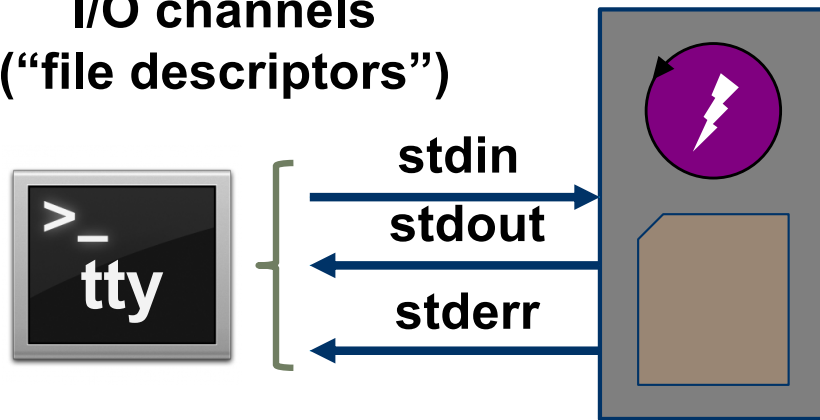 I/O channels
(“file descriptors”)
stdin
stdout
stderr
>_
tty